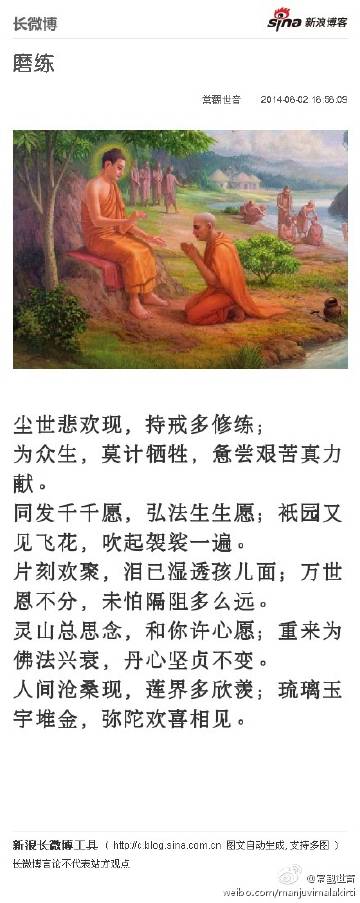 长微博
sina 新浪博客
磨练
常翻世音 2014-06-02 16:56:09
尘世悲欢现，持戒多修练；
为众生，莫计牺牲，惫尝艰苦真力
献。
同发千千愿，弘法生生愿；祇园又
见飞花，吹起袈裟一遍。
片刻欢聚，泪已湿透孩儿面；万世
恩不分，未怕隔阻多么远。
灵山总思念，和你许心愿；重来为
佛法兴衰，丹心坚贞不变。
人间沧桑现，莲界多欣羡；琉璃玉
宇堆金，弥陀欢喜相见。
新浪长微博工具（ http://c.blog.sina.com.cn 图文自动生成,支持多图 ）
长微博言论不代表站方观点
weibo.com/manjuvimalakirti